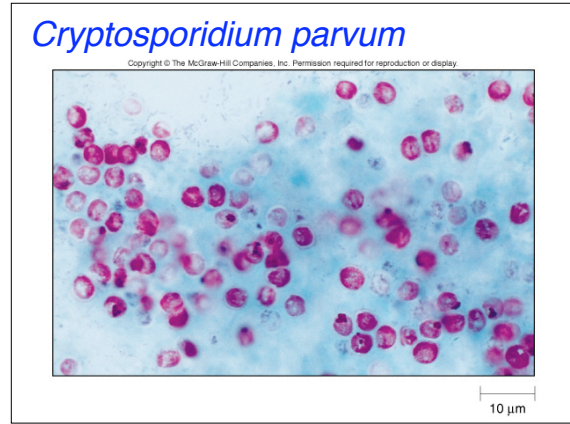 Cryptosporidium parvum
Copyright © The McGraw-Hill Companies, Inc. Permission required for reproduction or display.
10 µm